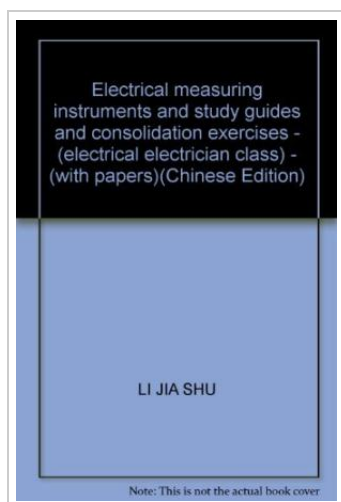 Electrical measuring
instruments and study guides
and consolidation exercises -
(electrical electrician class) -
(with papers)(Chinese Edition)
LI JIA SHU
Note: This is not the actual book cover